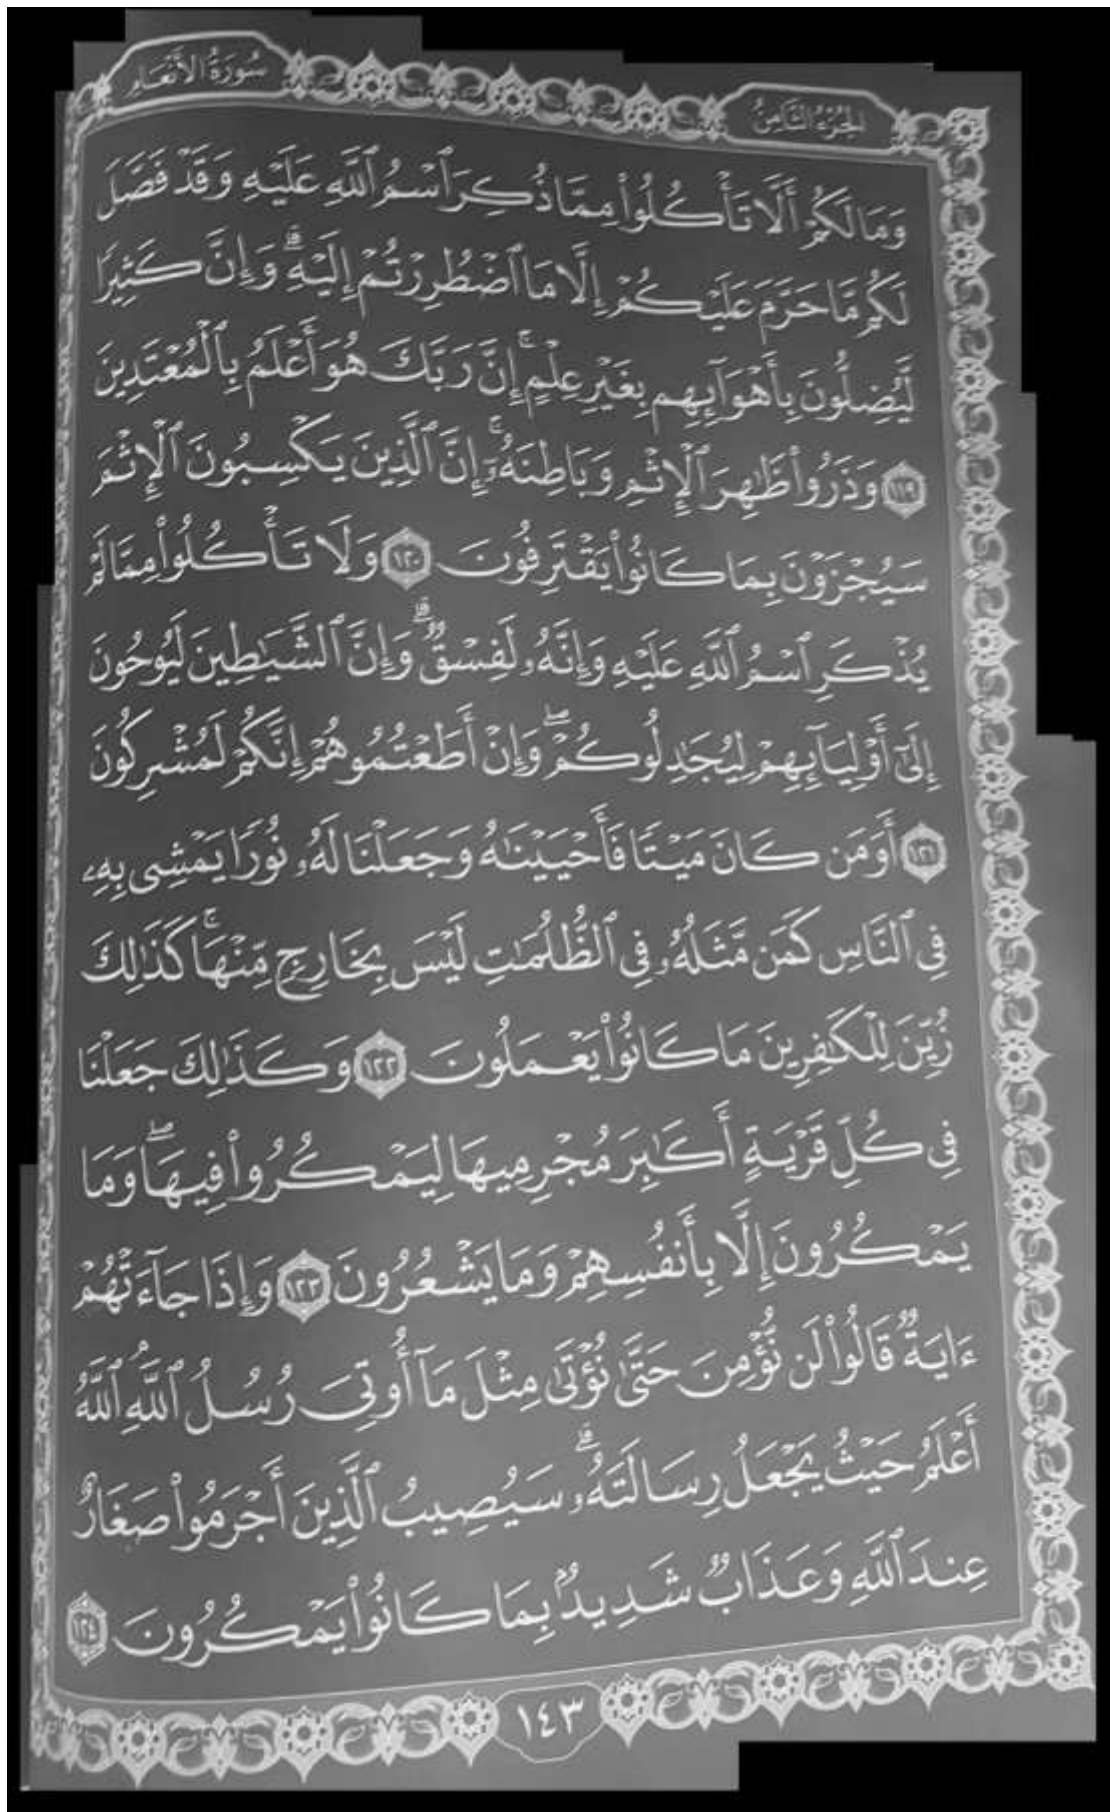 سُورَةُ الأَنْعَامِ
الجُزْءُ الثَّامِنُ
وَمَا لَكُمْ أَلَّا تَأْكُلُوا۟ مِمَّا ذُكِرَ ٱسْمُ ٱللَّهِ عَلَيْهِ وَقَدْ فَصَّلَ
لَكُم مَّا حَرَّمَ عَلَيْكُمْ إِلَّا مَا ٱضْطُرِرْتُمْ إِلَيْهِ ۗ وَإِنَّ كَثِيرًا
لَّيُضِلُّونَ بِأَهْوَآئِهِم بِغَيْرِ عِلْمٍ ۚ إِنَّ رَبَّكَ هُوَ أَعْلَمُ بِٱلْمُعْتَدِينَ
١١٩ وَذَرُوا۟ ظَٰهِرَ ٱلْإِثْمِ وَبَاطِنَهُۥٓ ۚ إِنَّ ٱلَّذِينَ يَكْسِبُونَ ٱلْإِثْمَ
سَيُجْزَوْنَ بِمَا كَانُوا۟ يَقْتَرِفُونَ ١٢٠ وَلَا تَأْكُلُوا۟ مِمَّا لَمْ
يُذْكَرِ ٱسْمُ ٱللَّهِ عَلَيْهِ وَإِنَّهُۥ لَفِسْقٌ ۗ وَإِنَّ ٱلشَّيَٰطِينَ لَيُوحُونَ
إِلَىٰٓ أَوْلِيَآئِهِمْ لِيُجَٰدِلُوكُمْ ۖ وَإِنْ أَطَعْتُمُوهُمْ إِنَّكُمْ لَمُشْرِكُونَ
١٢١ أَوَمَن كَانَ مَيْتًا فَأَحْيَيْنَٰهُ وَجَعَلْنَا لَهُۥ نُورًا يَمْشِى بِهِۦ
فِى ٱلنَّاسِ كَمَن مَّثَلُهُۥ فِى ٱلظُّلُمَٰتِ لَيْسَ بِخَارِجٍ مِّنْهَا ۚ كَذَٰلِكَ
زُيِّنَ لِلْكَٰفِرِينَ مَا كَانُوا۟ يَعْمَلُونَ ١٢٢ وَكَذَٰلِكَ جَعَلْنَا
فِى كُلِّ قَرْيَةٍ أَكَٰبِرَ مُجْرِمِيهَا لِيَمْكُرُوا۟ فِيهَا ۖ وَمَا
يَمْكُرُونَ إِلَّا بِأَنفُسِهِمْ وَمَا يَشْعُرُونَ ١٢٣ وَإِذَا جَآءَتْهُمْ
ءَايَةٌ قَالُوا۟ لَن نُّؤْمِنَ حَتَّىٰ نُؤْتَىٰ مِثْلَ مَآ أُوتِىَ رُسُلُ ٱللَّهِ ۘ ٱللَّهُ
أَعْلَمُ حَيْثُ يَجْعَلُ رِسَالَتَهُۥ ۗ سَيُصِيبُ ٱلَّذِينَ أَجْرَمُوا۟ صَغَارٌ
عِندَ ٱللَّهِ وَعَذَابٌ شَدِيدٌۢ بِمَا كَانُوا۟ يَمْكُرُونَ ١٢٤
١٤٣